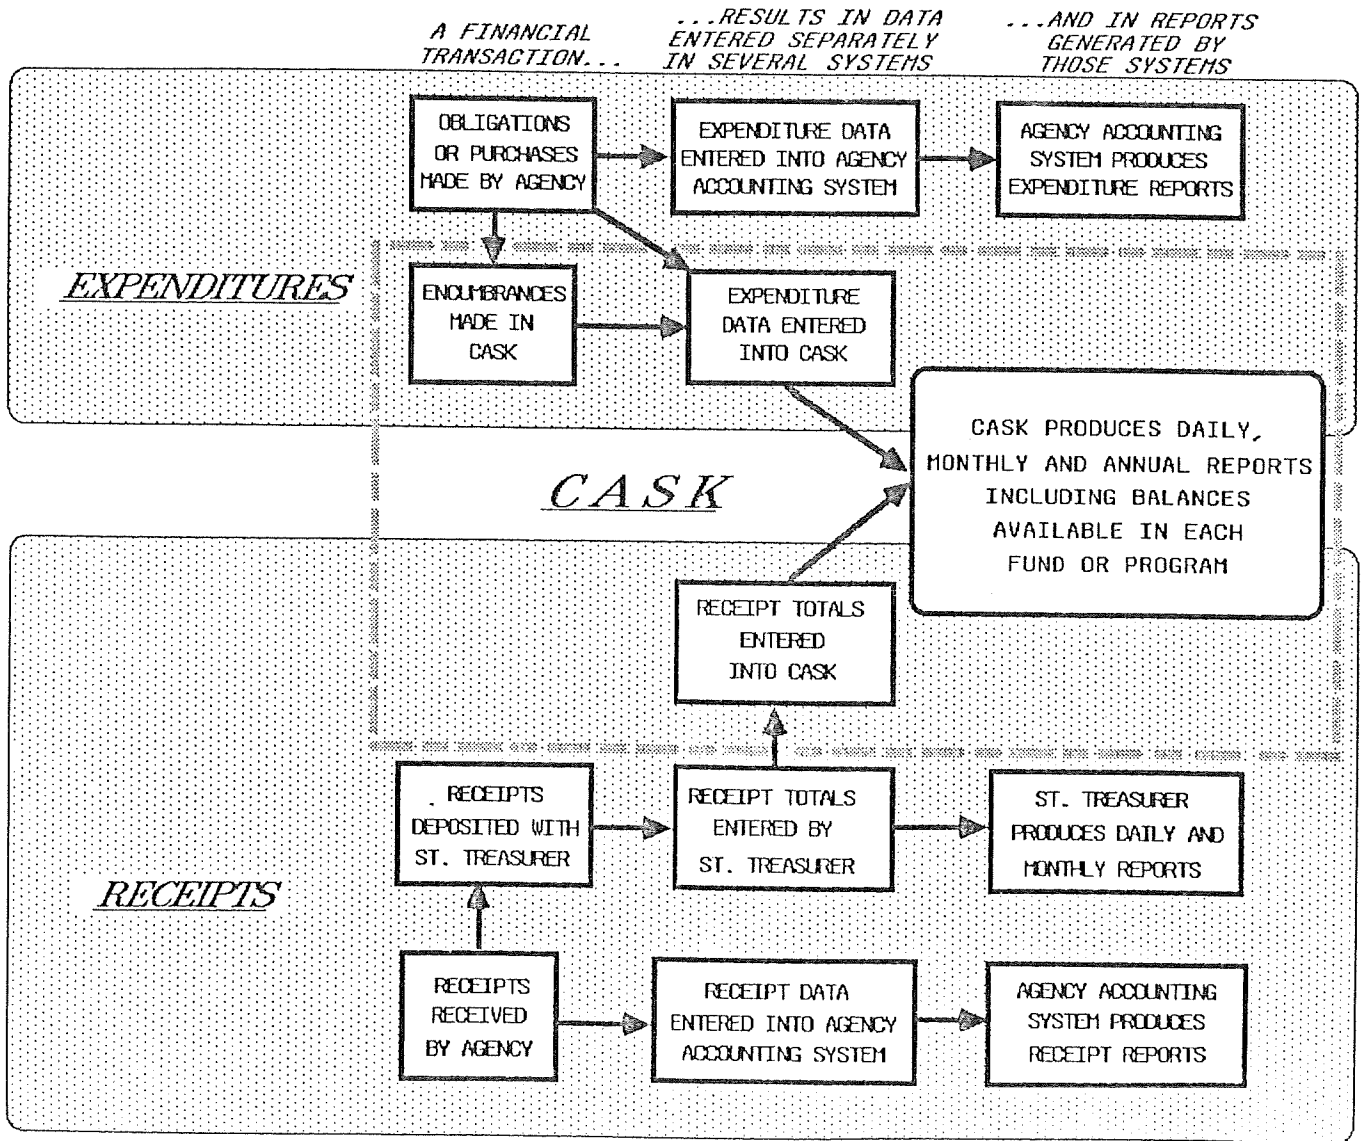 A FINANCIAL
TRANSACTION...
...RESULTS IN DATA
ENTERED SEPARATELY
IN SEVERAL SYSTEMS
...AND IN REPORTS
GENERATED BY
THOSE SYSTEMS
OBLIGATIONS
OR PURCHASES
MADE BY AGENCY
EXPENDITURE DATA
ENTERED INTO AGENCY
ACCOUNTING SYSTEM
AGENCY ACCOUNTING
SYSTEM PRODUCES
EXPENDITURE REPORTS
EXPENDITURES
ENCUMBRANCES
MADE IN
CASK
EXPENDITURE
DATA ENTERED
INTO CASK
CASK PRODUCES DAILY,
MONTHLY AND ANNUAL REPORTS
INCLUDING BALANCES
AVAILABLE IN EACH
FUND OR PROGRAM
CASK
RECEIPT TOTALS
ENTERED
INTO CASK
RECEIPTS
DEPOSITED WITH
ST. TREASURER
RECEIPT TOTALS
ENTERED BY
ST. TREASURER
ST. TREASURER
PRODUCES DAILY AND
MONTHLY REPORTS
RECEIPTS
RECEIPTS
RECEIVED
BY AGENCY
RECEIPT DATA
ENTERED INTO AGENCY
ACCOUNTING SYSTEM
AGENCY ACCOUNTING
SYSTEM PRODUCES
RECEIPT REPORTS